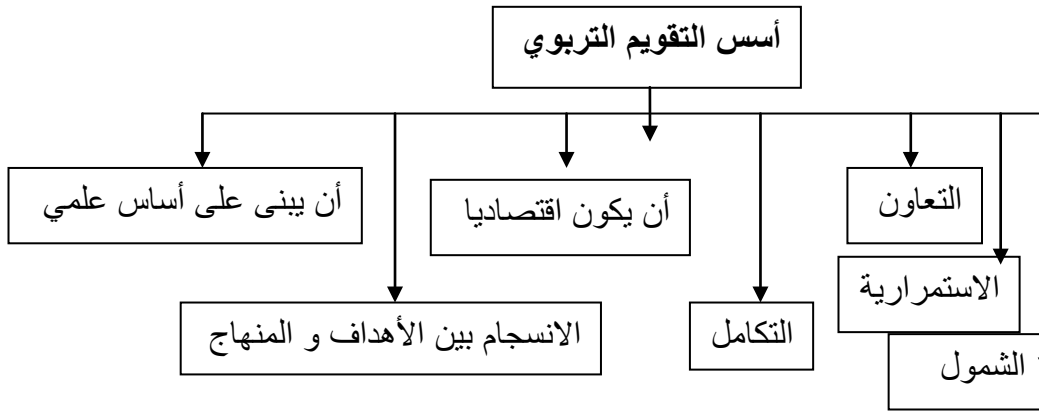 أسس التقويم التربوي
التعاون
أن يكون اقتصاديا
أن يبنى على أساس علمي
الاستمرارية
التكامل
الانسجام بين الأهداف و المنهاج
الشمول